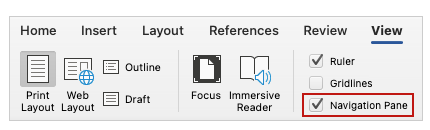 Home Insert Layout References Review View
Print Layout
Web Layout
Outline
Draft
Focus
Immersive Reader
Ruler
Gridlines
Navigation Pane